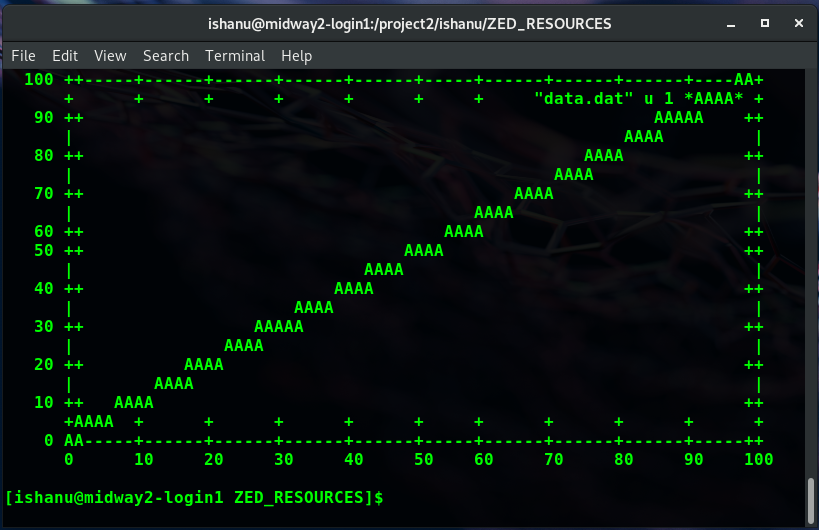 100 ++-----+------+------+------+------+-----+------+------+------+----AA+
      +      +      +      +      +      +     +     "data.dat" u 1 *AAAA* +
   90 ++                                                         AAAAA    ++
      |                                                       AAAA         |
   80 ++                                                  AAAA            ++
      |                                                AAAA                |
   70 ++                                           AAAA                   ++
      |                                        AAAA                        |
   60 ++                                    AAAA                          ++
   50 ++                                AAAA                              ++
      |                             AAAA                                   |
   40 ++                         AAAA                                     ++
      |                      AAAA                                          |
   30 ++                 AAAAA                                            ++
      |               AAAA                                                 |
   20 ++          AAAA                                                    ++
      |        AAAA                                                        |
   10 ++   AAAA                                                           ++
      +AAAA  +      +      +      +      +     +      +      +      +      +
    0 AA-----+------+------+------+------+-----+------+------+------+-----++
      0      10     20     30     40     50    60     70     80     90    100
[ishanu@midway2-login1 ZED_RESOURCES]$
ishanu@midway2-login1:/project2/ishanu/ZED_RESOURCES
File Edit View Search Terminal Help